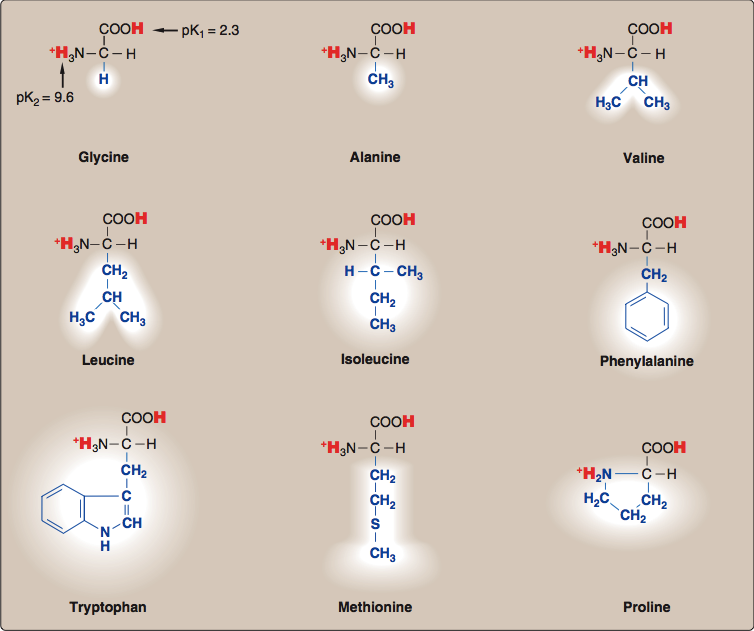 COOH
pK₁ = 2.3
⁺H₃N–C–H
H
pK₂ = 9.6
Glycine
COOH
⁺H₃N–C–H
CH₃
Alanine
COOH
⁺H₃N–C–H
CH
H₃C CH₃
Valine
COOH
⁺H₃N–C–H
CH₂
CH
H₃C CH₃
Leucine
COOH
⁺H₃N–C–H
H–C–CH₃
CH₂
CH₃
Isoleucine
COOH
⁺H₃N–C–H
CH₂
Phenylalanine
COOH
⁺H₃N–C–H
CH₂
C
CH
N
H
Tryptophan
COOH
⁺H₃N–C–H
CH₂
CH₂
S
CH₃
Methionine
COOH
⁺H₂N–C–H
H₂C CH₂
CH₂
Proline